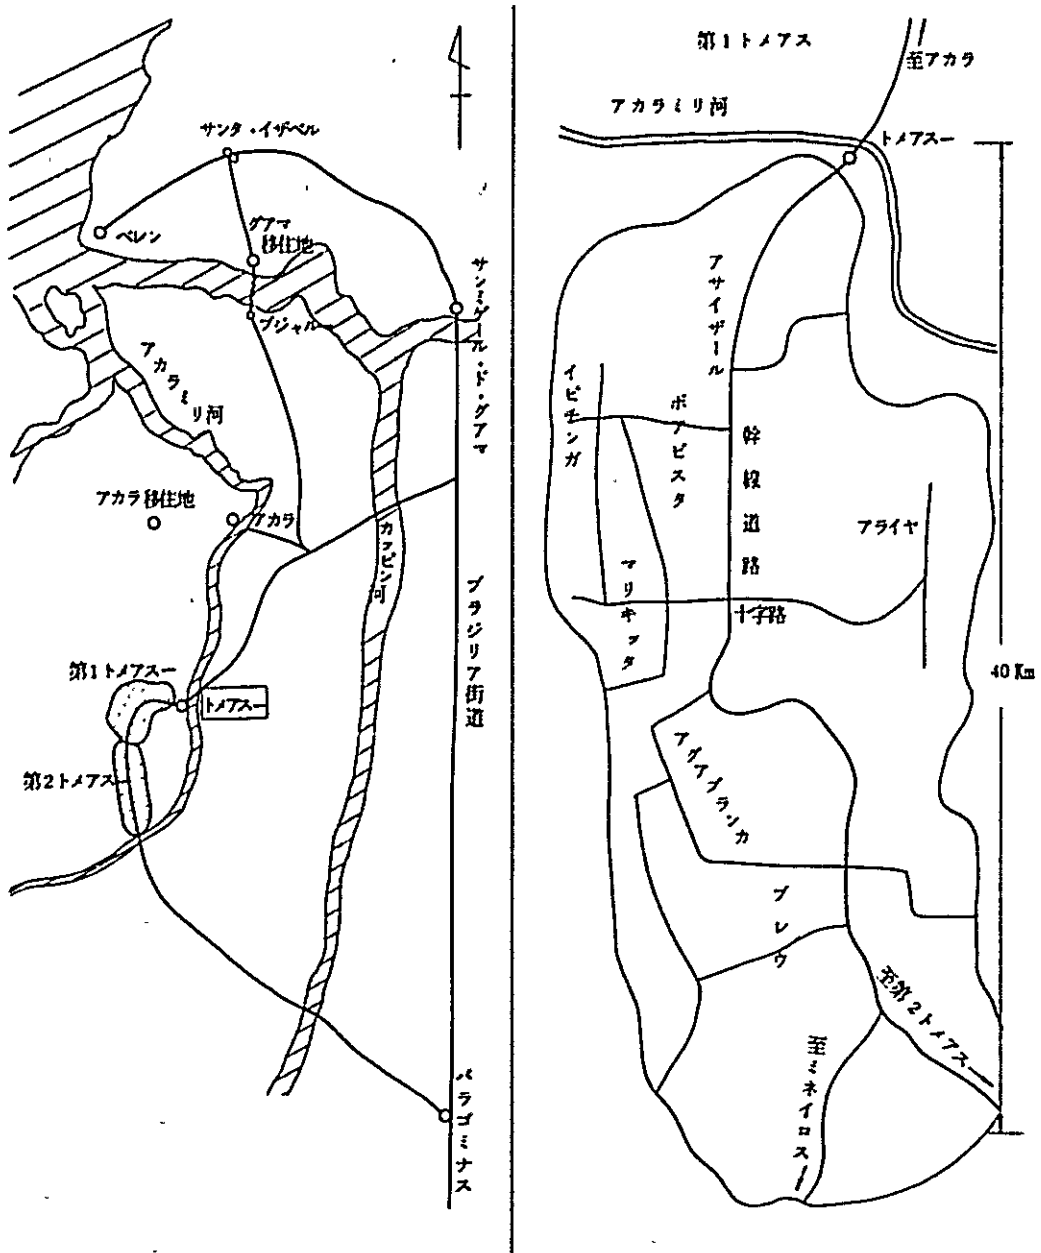 サンタ・イザベル
ベレン
グアマ
移住地
ブジャル
サンミゲール・ド・グアマ
アカラミリ河
アカラ移住地
アカラ
カッピン河
ブラジリア街道
第1トメアスー
トメアスー
第2トメアスー
パラゴミナス
第1トメアス
至アカラ
アカラミリ河
トメアスー
アサイザール
イピチンガ
ボアビスタ
幹線道路
アライヤ
マリキッタ
十字路
40Km
アグアブランカ
ブレウ
至第2トメアスー
至ミネイロスー